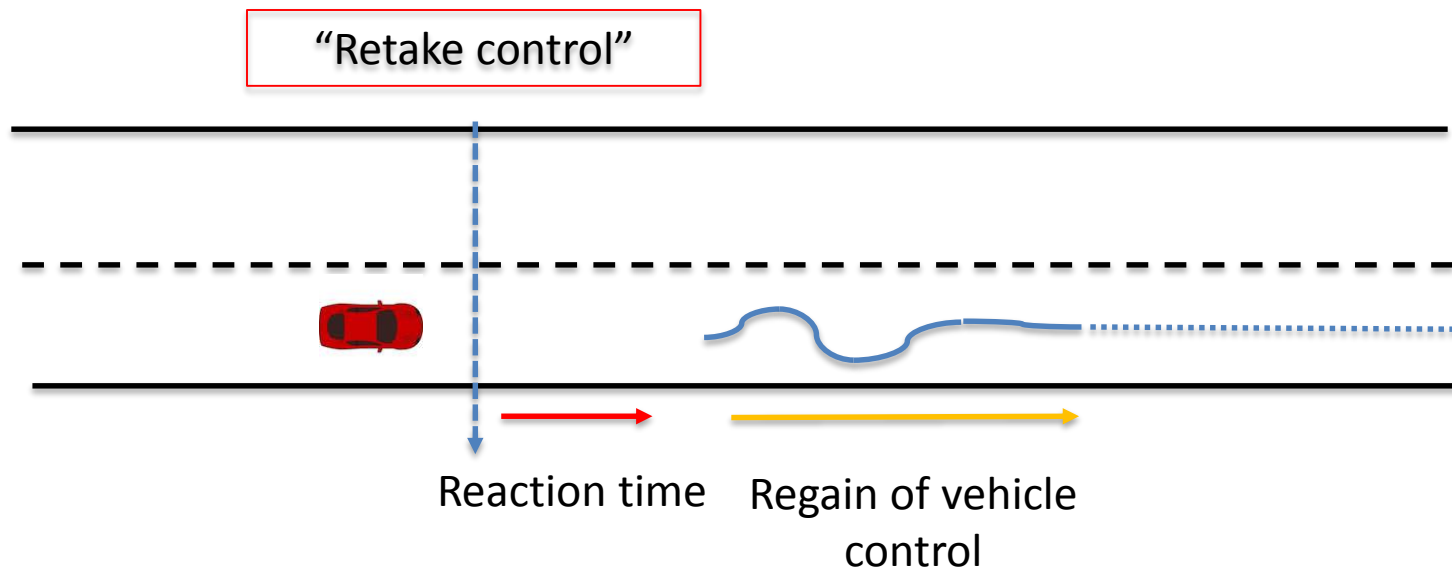 “Retake control”
Reaction time
Regain of vehicle
control